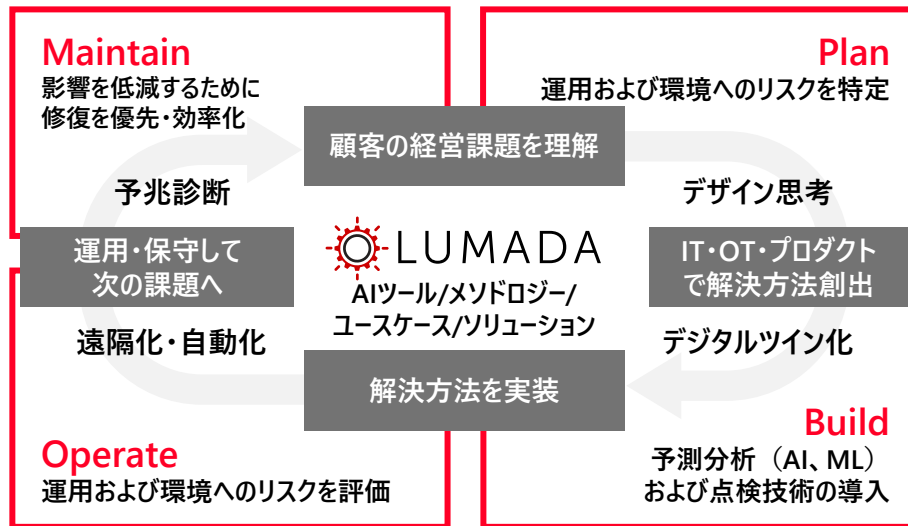 Maintain
影響を低減するために
修復を優先・効率化
Plan
運用および環境へのリスクを特定
顧客の経営課題を理解
予兆診断
デザイン思考
運用・保守して
次の課題へ
LUMADA
AIツール/メソドロジー/
ユースケース/ソリューション
IT・OT・プロダクト
で解決方法創出
遠隔化・自動化
デジタルツイン化
解決方法を実装
Operate
運用および環境へのリスクを評価
Build
予測分析（AI、ML）
および点検技術の導入